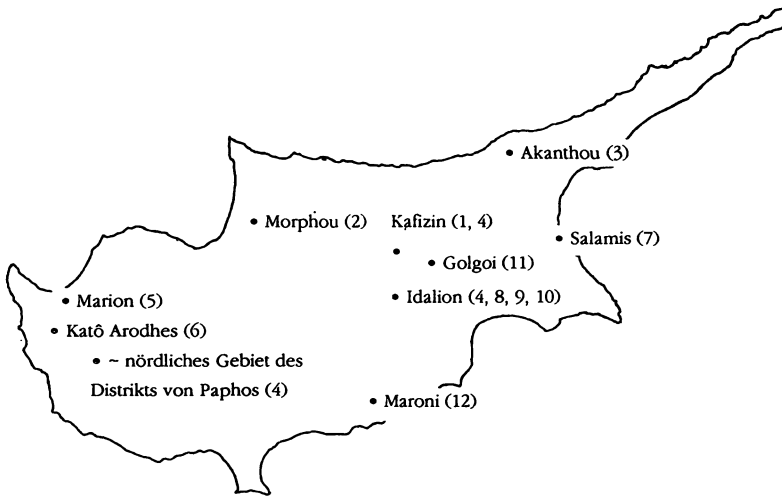 Akanthou (3)
Morphou (2)
Kafizin (1, 4)
Salamis (7)
Golgoi (11)
Idalion (4, 8, 9, 10)
Marion (5)
Katô Arodhes (6)
~ nördliches Gebiet des
Distrikts von Paphos (4)
Maroni (12)